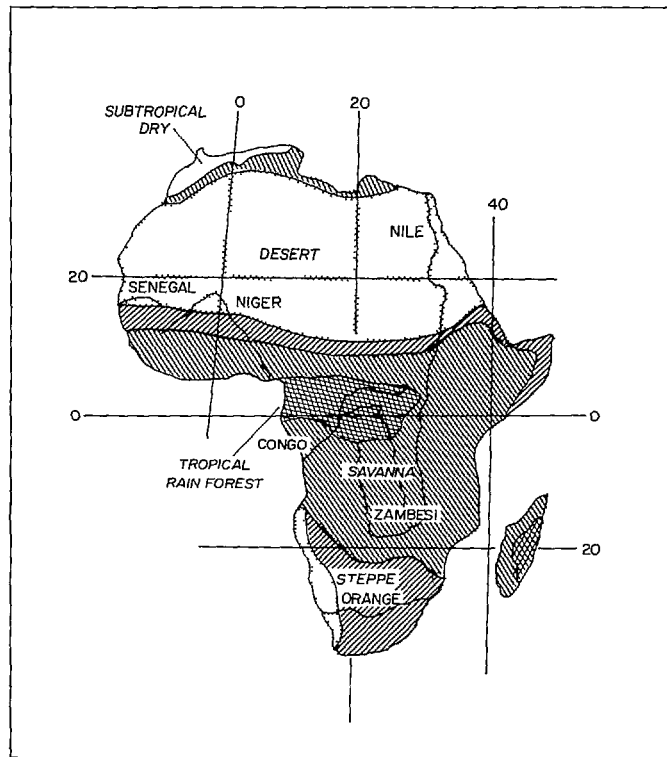 0
20
SUBTROPICAL
DRY
40
NILE
DESERT
20
SENEGAL
NIGER
0
0
CONGO
TROPICAL
RAIN FOREST
SAVANNA
ZAMBESI
20
STEPPE
ORANGE